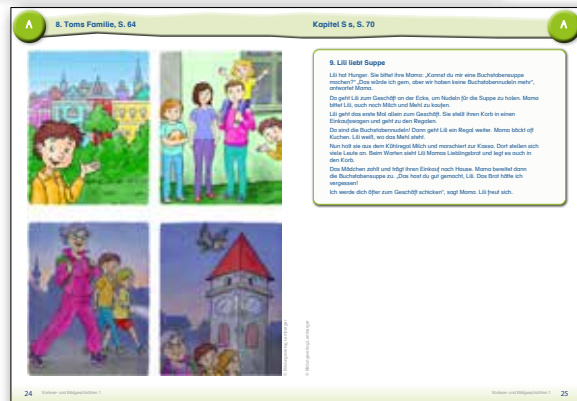 A
8. Toms Familie, S. 64
Kapitel S s, S. 70
A
9. Lili liebt Suppe
Lili hat Hunger. Sie bittet ihre Mama: „Kannst du mir eine Buchstabensuppe
machen?“ „Das würde ich gern, aber wir haben keine Buchstabennudeln mehr“,
antwortet Mama.
Da geht Lili zum Geschäft an der Ecke, um Nudeln für die Suppe zu holen. Mama
bittet Lili, auch noch Milch und Mehl zu kaufen.
Lili geht das erste Mal allein zum Geschäft. Sie stellt ihren Korb in einen
Einkaufswagen und geht zu den Regalen.
Da sind die Buchstabennudeln! Dann geht Lili ein Regal weiter. Mama bäckt oft
Kuchen. Lili weiß, wo das Mehl steht.
Nun holt sie aus dem Kühlregal Milch und marschiert zur Kassa. Dort stellen sich
viele Leute an. Beim Warten sieht Lili Mamas Lieblingsbrot und legt es auch in
den Korb.
Das Mädchen zahlt und trägt ihren Einkauf nach Hause. Mama bereitet dann
die Buchstabensuppe zu. „Das hast du gut gemacht, Lili. Das Brot hätte ich
vergessen!
Ich werde dich öfter zum Geschäft schicken“, sagt Mama. Lili freut sich.
24
25